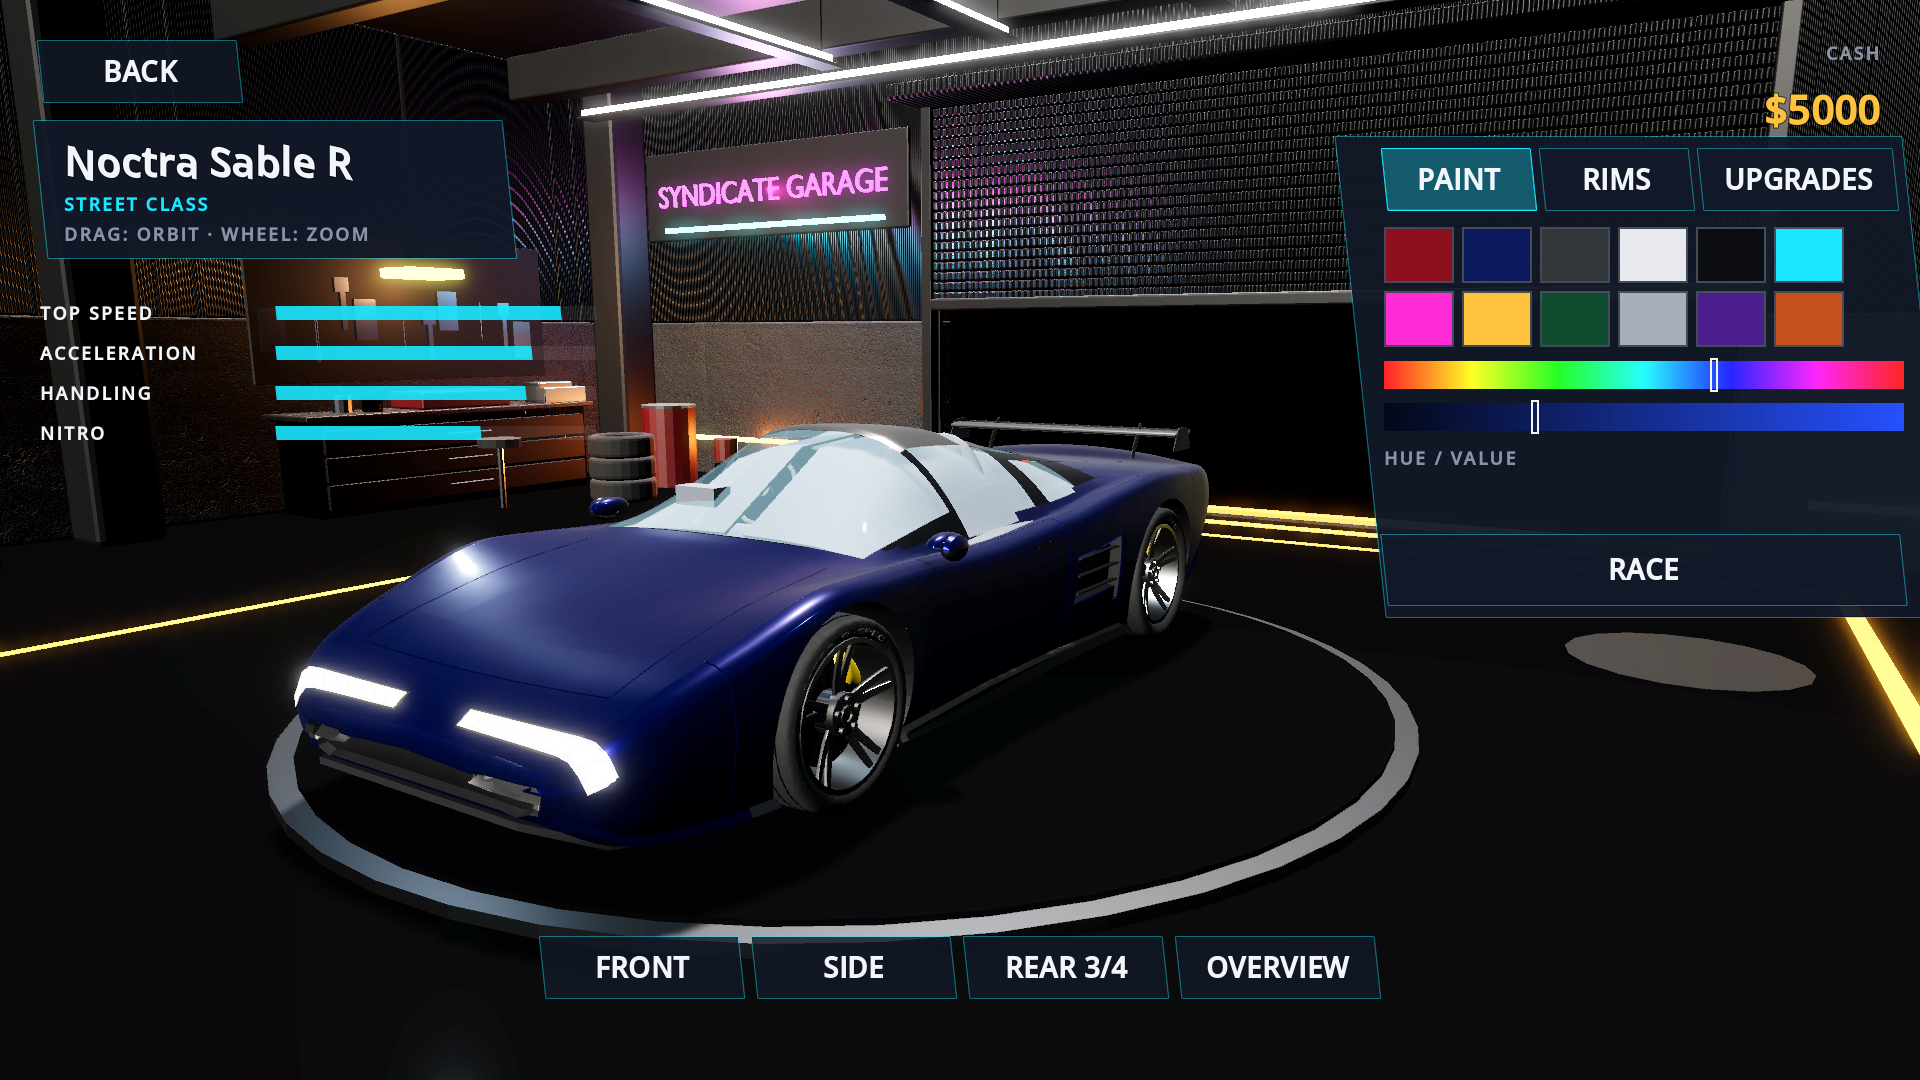 BACK
Noctra Sable R
STREET CLASS
DRAG: ORBIT · WHEEL: ZOOM
TOP SPEED
ACCELERATION
HANDLING
NITRO
SYNDICATE GARAGE
CASH
$5000
PAINT
RIMS
UPGRADES
HUE / VALUE
RACE
FRONT
SIDE
REAR 3/4
OVERVIEW